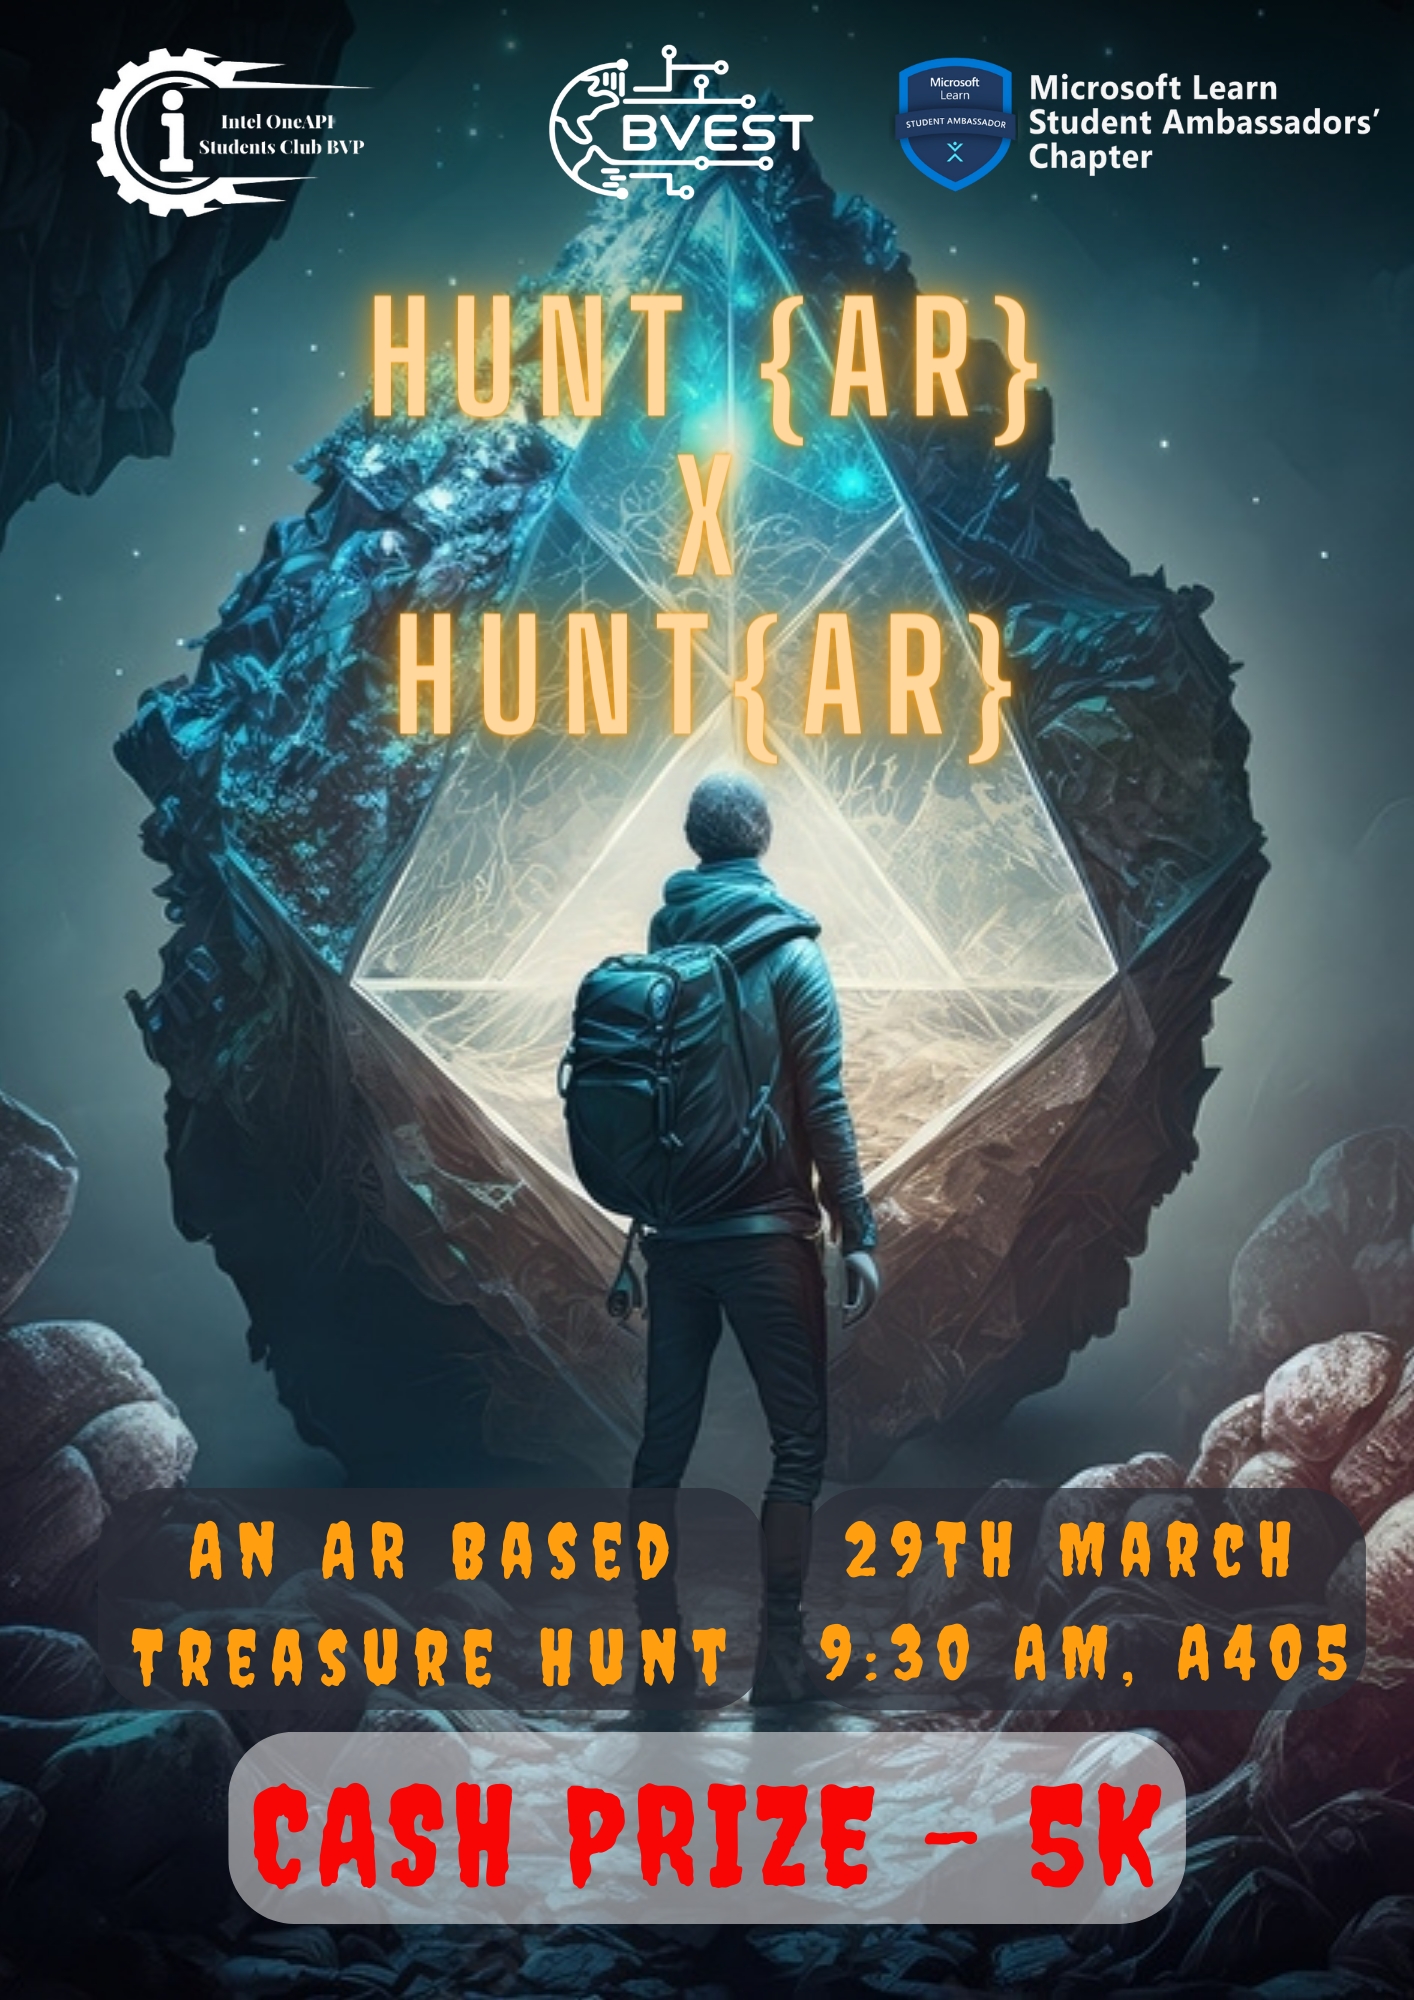 Intel OneAPI
Students Club BVP
BVEST
Microsoft
Learn
STUDENT AMBASSADOR
Microsoft Learn
Student Ambassadors'
Chapter
HUNT {AR}
X
HUNT{AR}
AN AR BASED
TREASURE HUNT
29TH MARCH
9:30 AM, A405
CASH PRIZE - 5K